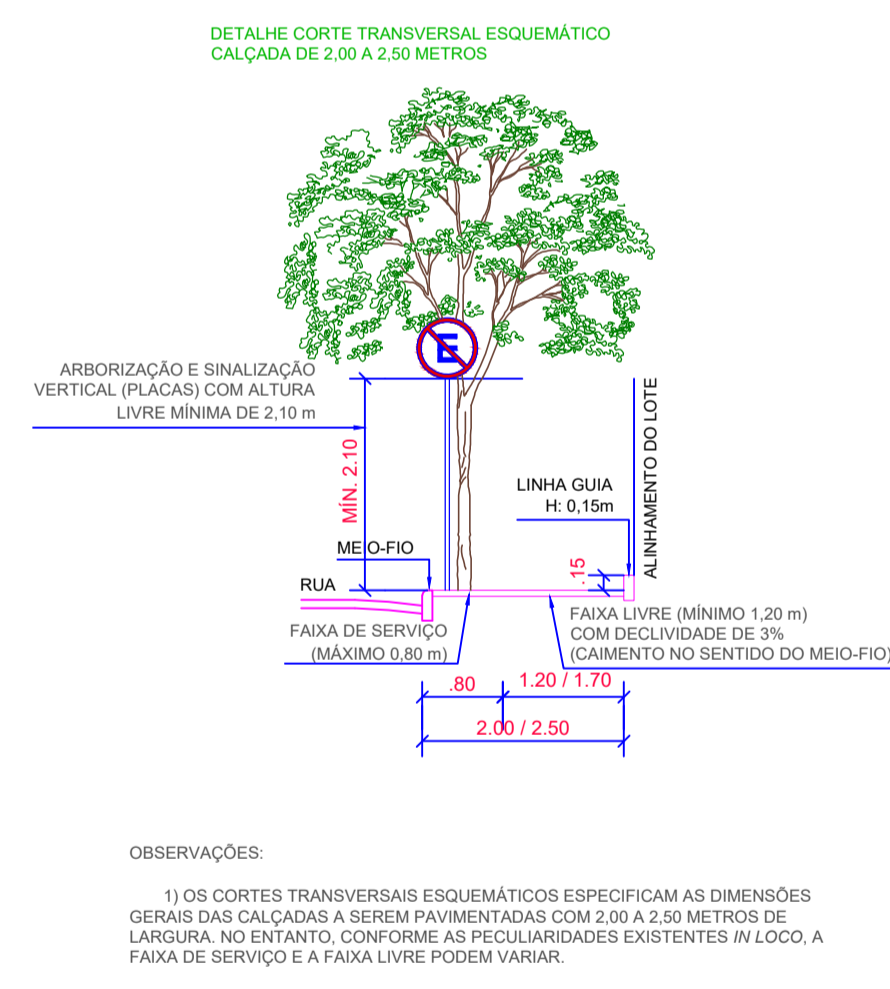 DETALHE CORTE TRANSVERSAL ESQUEMÁTICO
CALÇADA DE 2,00 A 2,50 METROS
E
ARBORIZAÇÃO E SINALIZAÇÃO
VERTICAL (PLACAS) COM ALTURA
LIVRE MÍNIMA DE 2,10 m
MÍN. 2.10
ALINHAMENTO DO LOTE
LINHA GUIA
H: 0,15m
MEIO-FIO
.15
RUA
FAIXA DE SERVIÇO
(MÁXIMO 0,80 m)
FAIXA LIVRE (MÍNIMO 1,20 m)
COM DECLIVIDADE DE 3%
(CAIMENTO NO SENTIDO DO MEIO-FIO)
.80
1.20 / 1.70
2.00 / 2.50
OBSERVAÇÕES:
1) OS CORTES TRANSVERSAIS ESQUEMÁTICOS ESPECIFICAM AS DIMENSÕES
GERAIS DAS CALÇADAS A SEREM PAVIMENTADAS COM 2,00 A 2,50 METROS DE
LARGURA. NO ENTANTO, CONFORME AS PECULIARIDADES EXISTENTES IN LOCO, A
FAIXA DE SERVIÇO E A FAIXA LIVRE PODEM VARIAR.